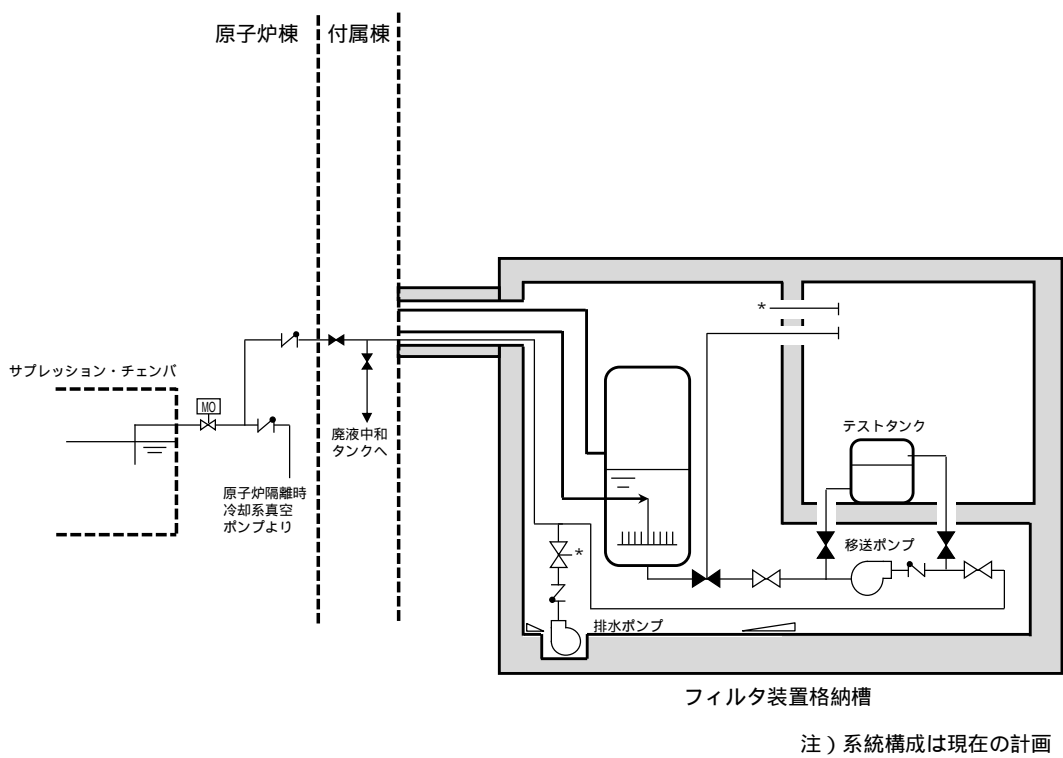 原子炉棟
付属棟
サプレッション・チェンバ
MO
廃液中和
タンクへ
原子炉隔離時
冷却系真空
ポンプより
*
テストタンク
移送ポンプ
*
排水ポンプ
フィルタ装置格納槽
注）系統構成は現在の計画